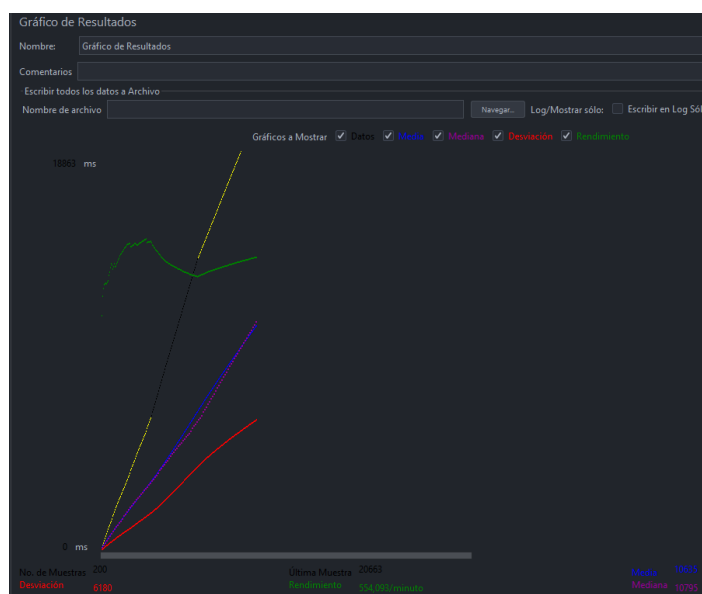 Gráfico de Resultados
Nombre: Gráfico de Resultados
Comentarios
Escribir todos los datos a Archivo
Nombre de archivo Navegar... Log/Mostrar sólo: Escribir en Log Sól
Gráficos a Mostrar Datos Media Mediana Desviación Rendimiento
18863 ms
0 ms
No. de Muestras 200 Última Muestra 20863 Media
Desviación 6180 Rendimiento 554,093/minuto Mediana 10795